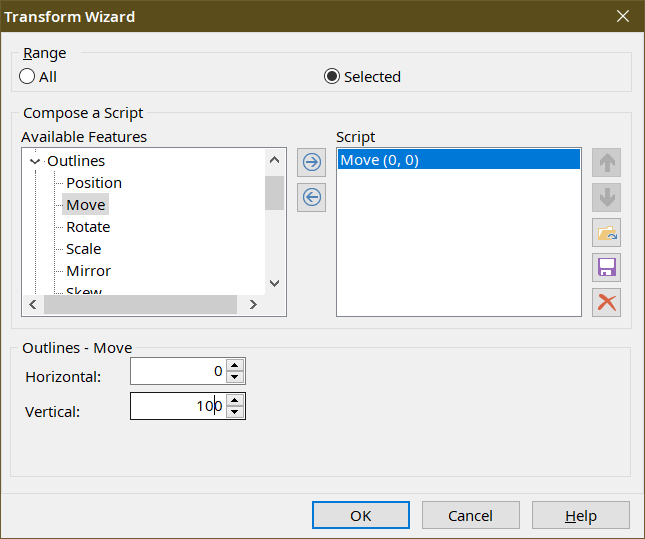 Transform Wizard
Range
All
Selected
Compose a Script
Available Features
Script
Outlines
Position
Move
Rotate
Scale
Mirror
Skew
Move (0, 0)
Outlines - Move
Horizontal: 0
Vertical: 100
OK
Cancel
Help